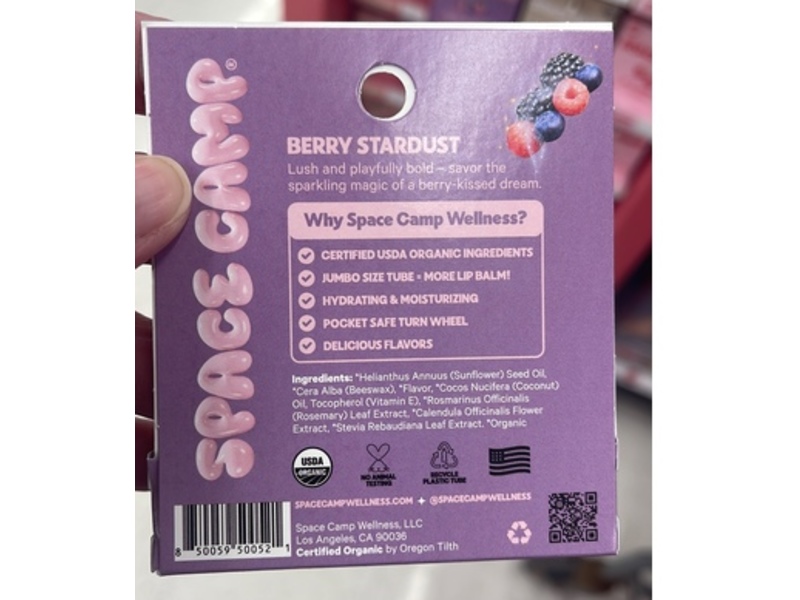 SPACE CAMP®
BERRY STARDUST
Lush and playfully bold – savor the
sparkling magic of a berry-kissed dream.
Why Space Camp Wellness?
CERTIFIED USDA ORGANIC INGREDIENTS
JUMBO SIZE TUBE = MORE LIP BALM!
HYDRATING & MOISTURIZING
POCKET SAFE TURN WHEEL
DELICIOUS FLAVORS
Ingredients: *Helianthus Annuus (Sunflower) Seed Oil,
*Cera Alba (Beeswax), *Flavor, *Cocos Nucifera (Coconut)
Oil, Tocopherol (Vitamin E), *Rosmarinus Officinalis
(Rosemary) Leaf Extract, *Calendula Officinalis Flower
Extract, *Stevia Rebaudiana Leaf Extract. *Organic
USDA
ORGANIC
NO ANIMAL
TESTING
RECYCLE
PLASTIC TUBE
SPACECAMPWELLNESS.COM + @SPACECAMPWELLNESS
Space Camp Wellness, LLC
Los Angeles, CA 90036
Certified Organic by Oregon Tilth
8 50059 50052 1